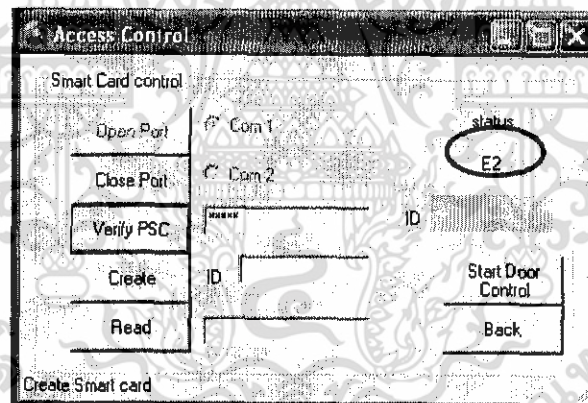 Access Control
Smart Card control
Open Port
Com 1
status
Close Port
Com 2
E2
Verify PSC
*****
ID
Create
ID
Start Door
Control
Read
Back
Create Smart card